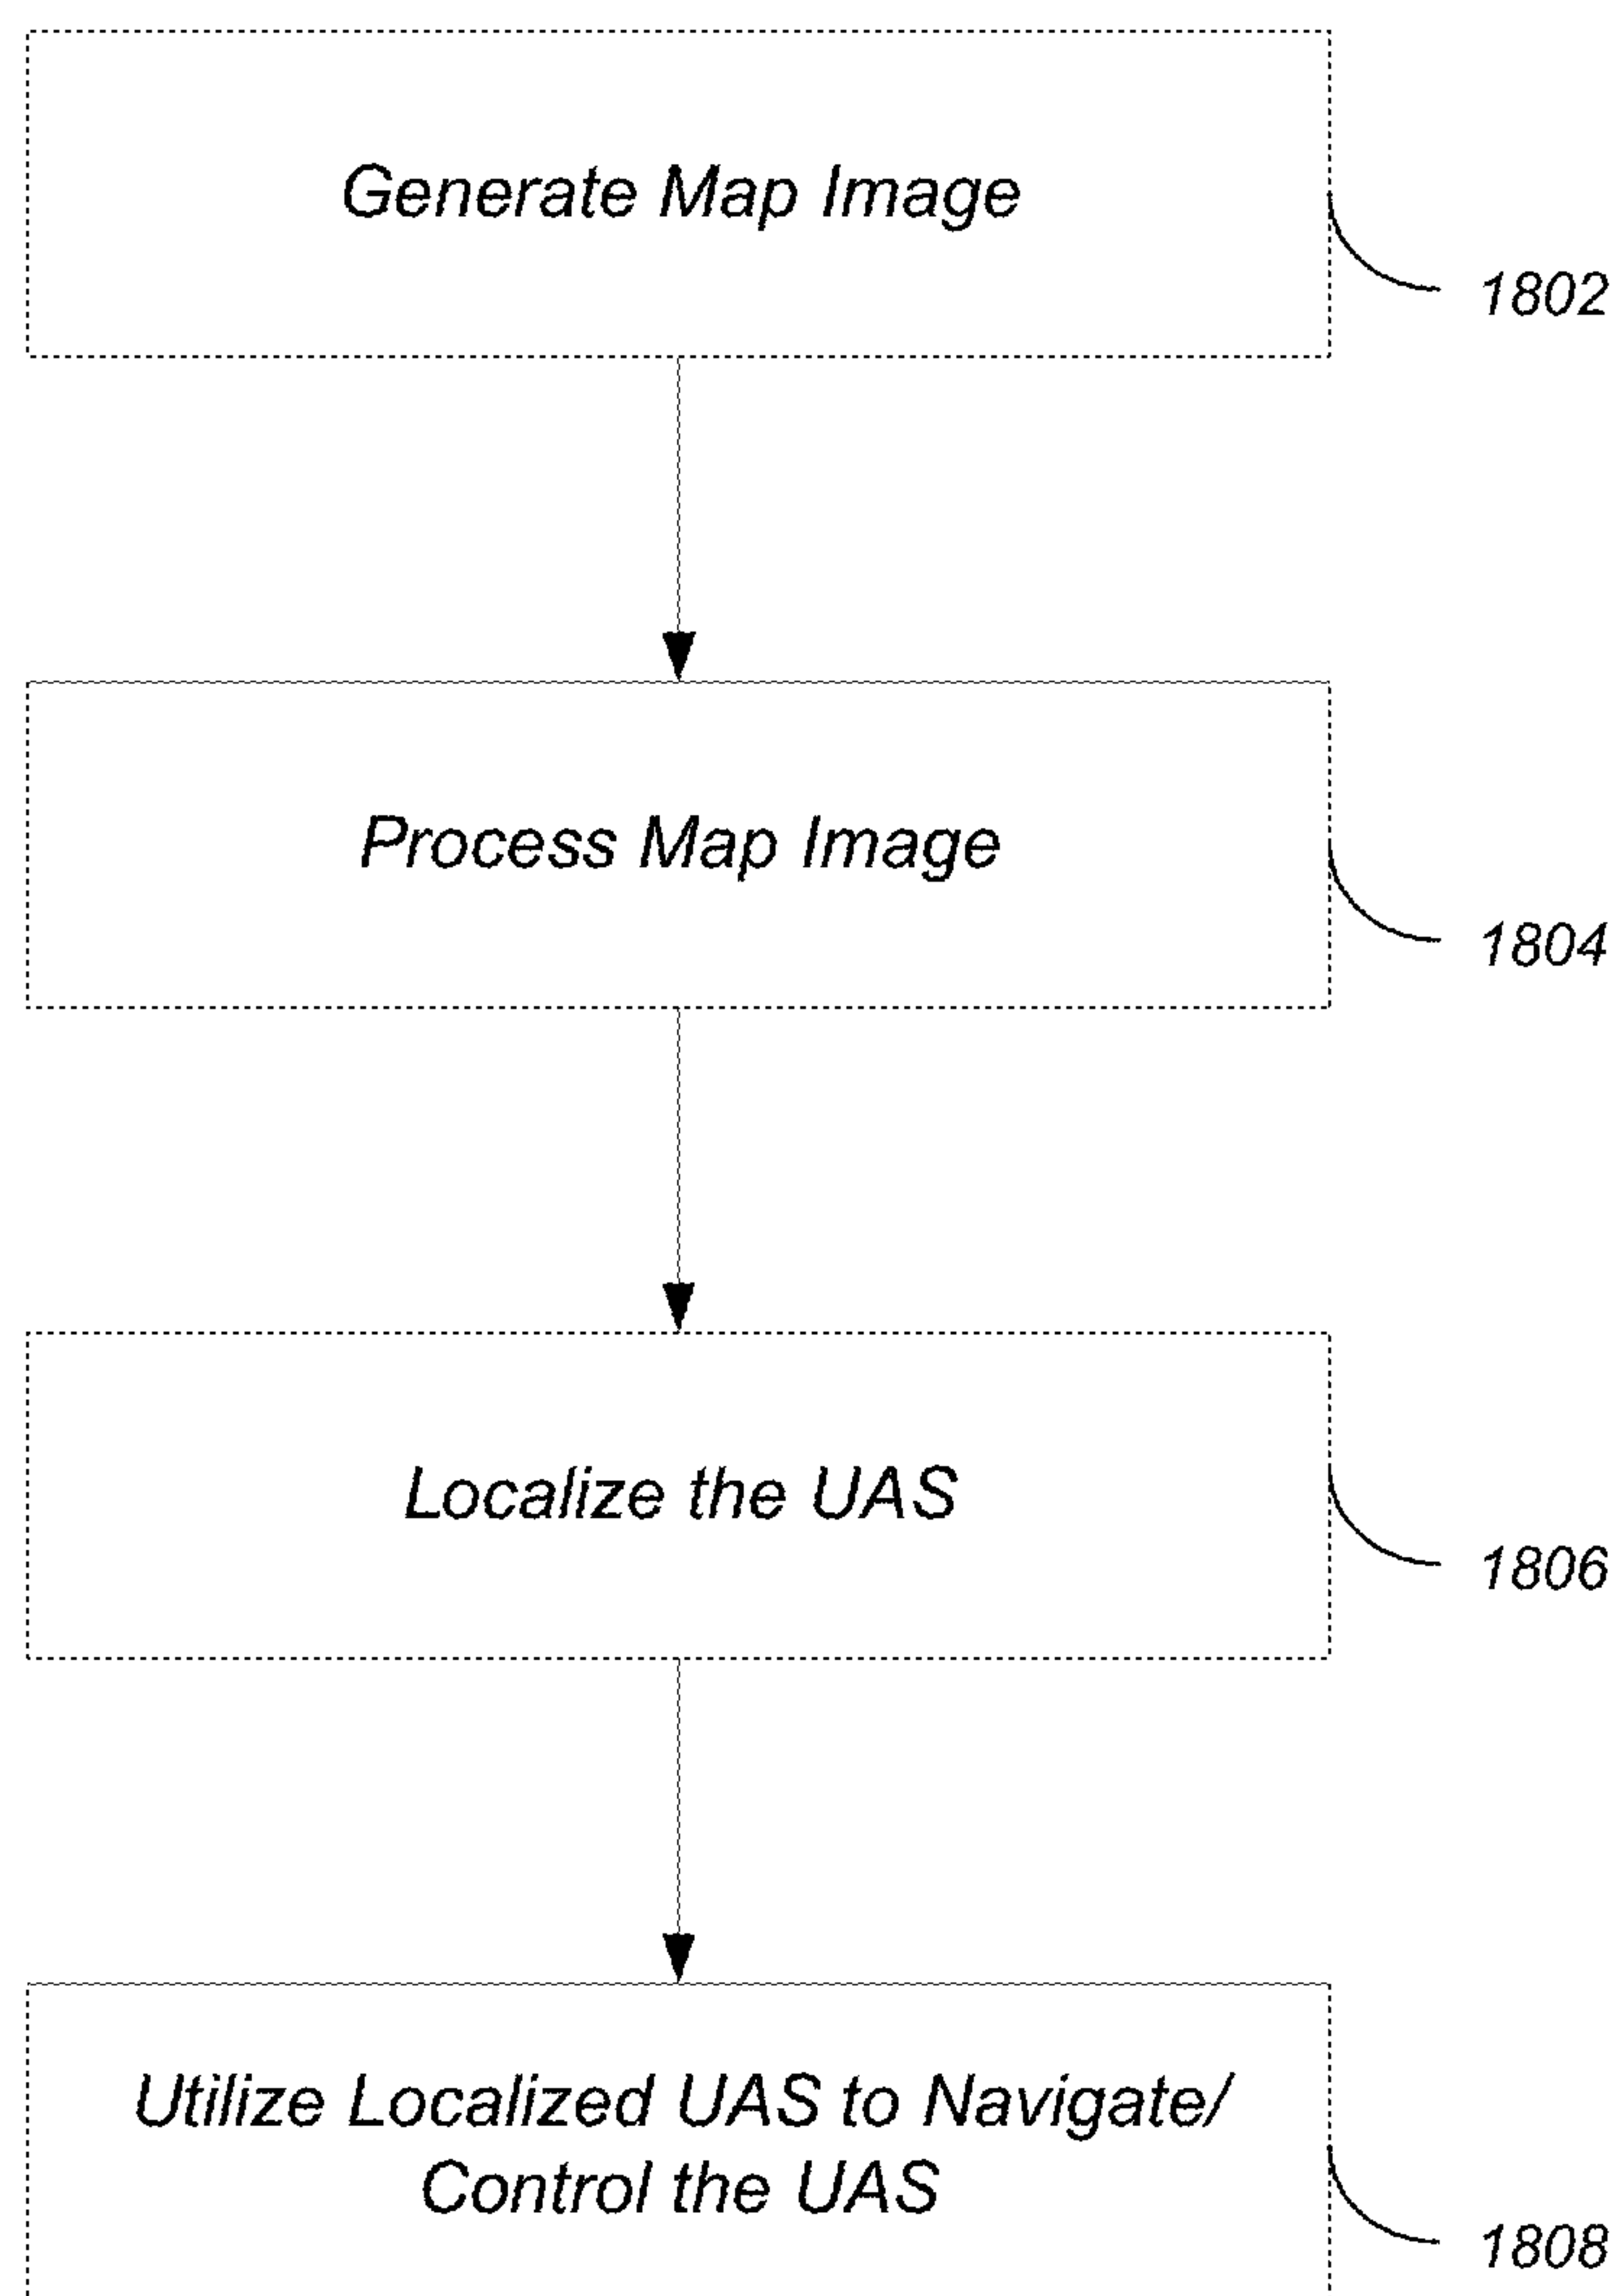 Generate Map Image
1802
Process Map Image
1804
Localize the UAS
1806
Utilize Localized UAS to Navigate/
Control the UAS
1808